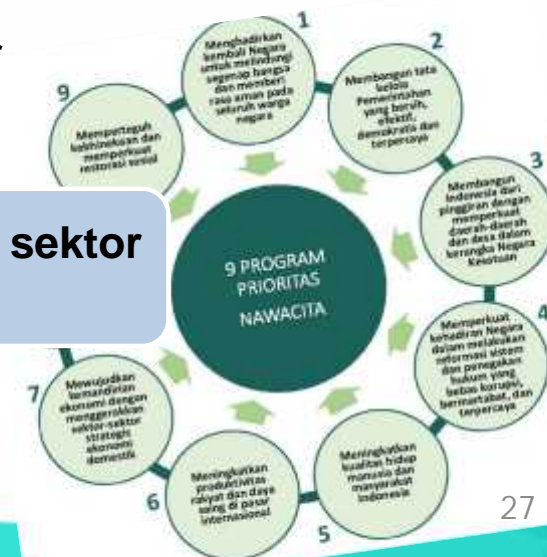 1
Menghadirkan
kembali Negara
untuk melindungi
segenap bangsa
dan memberi
rasa aman pada
seluruh warga
negara
2
Membangun tata
kelola
Pemerintahan
yang bersih,
efektif,
demokratis dan
terpercaya
3
Membangun
Indonesia dari
pinggiran dengan
memperkuat
daerah-daerah
dan desa dalam
kerangka Negara
Kesatuan
4
Memperkuat
kehadiran Negara
dalam melakukan
reformasi sistem
dan penegakan
hukum yang
bebas korupsi,
bermartabat, dan
terpercaya
5
Meningkatkan
kualitas hidup
manusia dan
masyarakat
Indonesia
6
Meningkatkan
produktivitas
rakyat dan daya
saing di pasar
internasional
7
Mewujudkan
kemandirian
ekonomi dengan
menggerakkan
sektor-sektor
strategis
ekonomi
domestik
9
Memperteguh
kebhinekaan dan
memperkuat
restorasi sosial
9 PROGRAM
PRIORITAS
NAWACITA
sektor
27